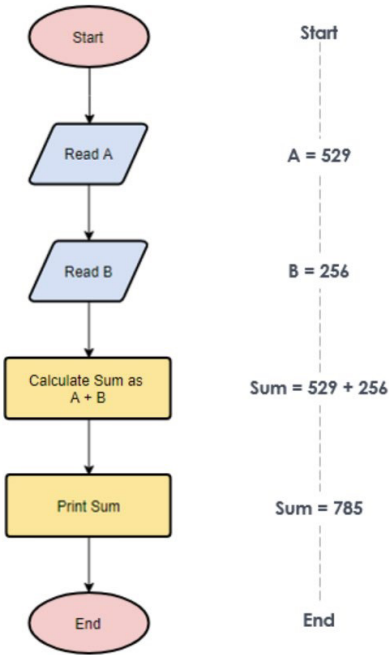 Start
Start
Read A
A = 529
Read B
B = 256
Calculate Sum as
A + B
Sum = 529 + 256
Print Sum
Sum = 785
End
End